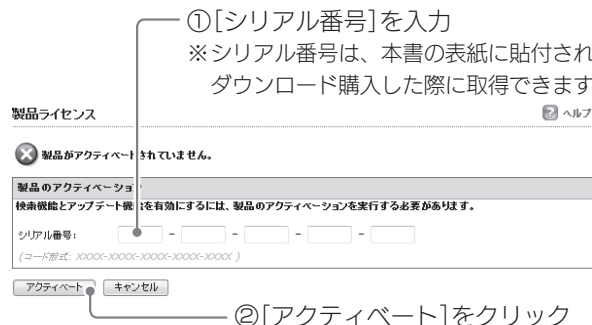 ①[シリアル番号]を入力
※シリアル番号は、本書の表紙に貼付され
ダウンロード購入した際に取得できます
製品ライセンス
ヘルプ
製品がアクティベートされていません。
製品のアクティベーション
検索機能とアップデート機能を有効にするには、製品のアクティベーションを実行する必要があります。
シリアル番号: - - - -
(コード形式: XXXX-XXXX-XXXX-XXXX-XXXX )
アクティベート キャンセル
②[アクティベート]をクリック